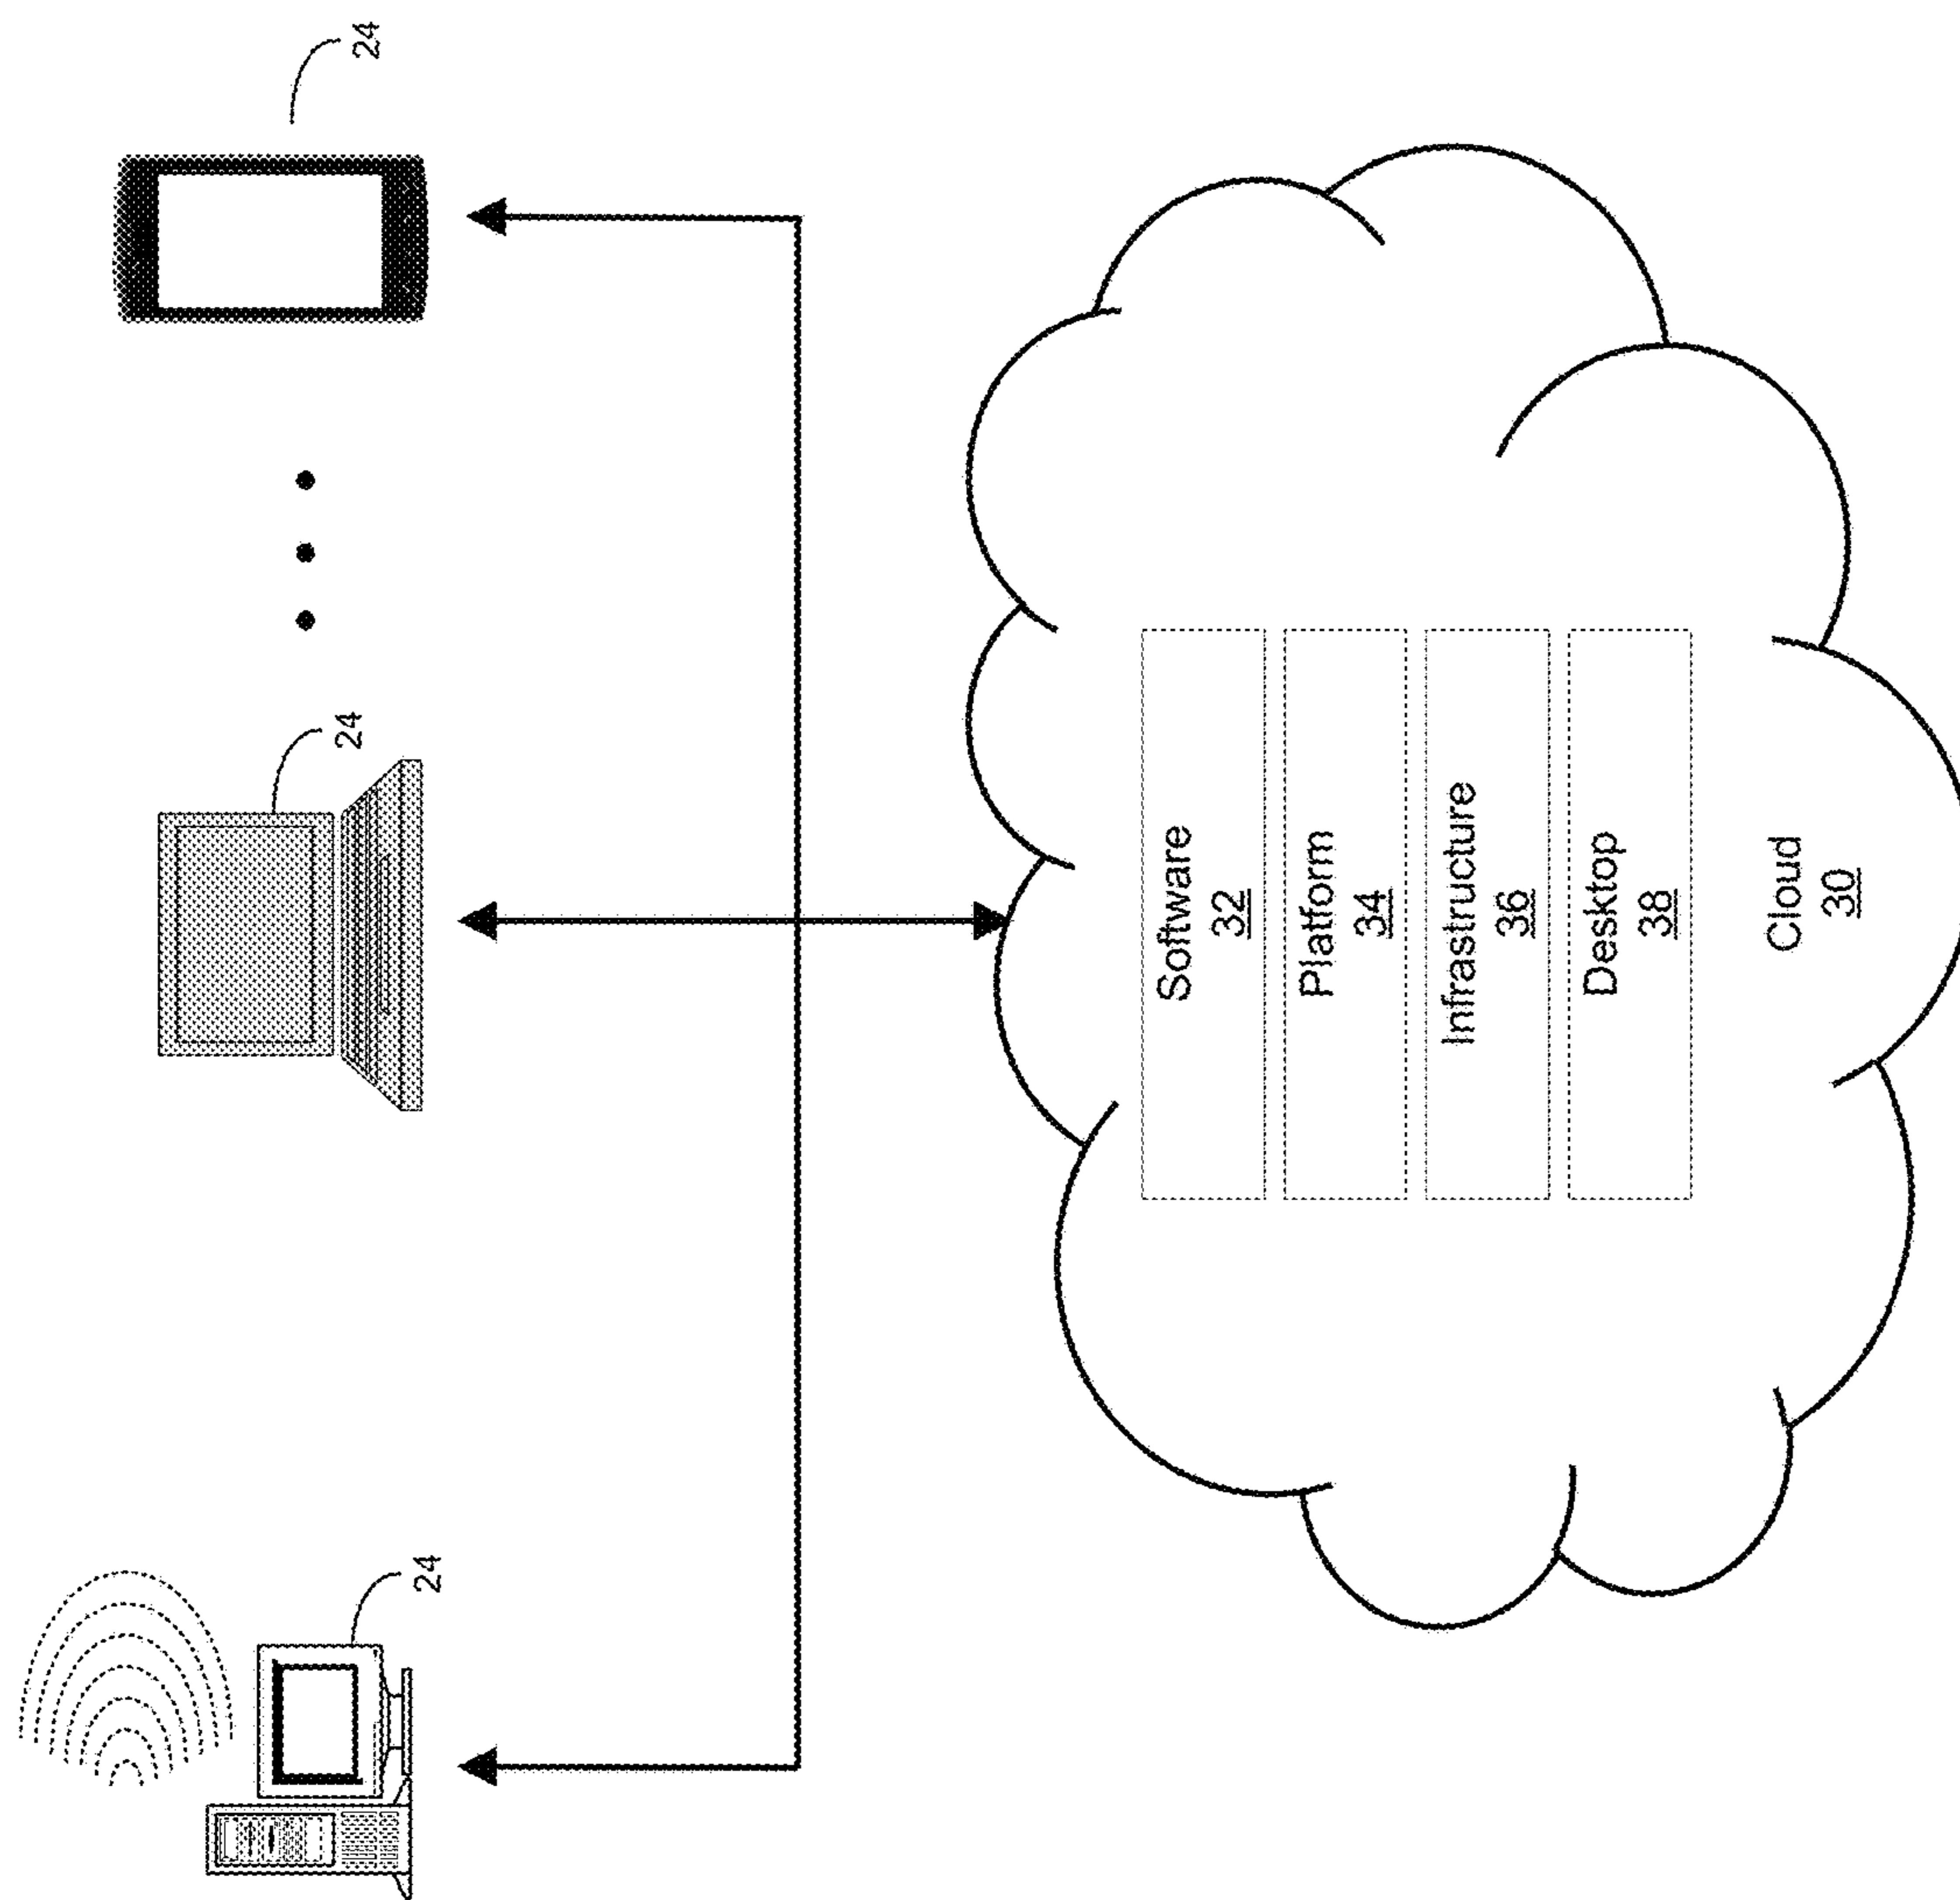 24
24
24
Software
32
Platform
34
Infrastructure
36
Desktop
38
Cloud
30